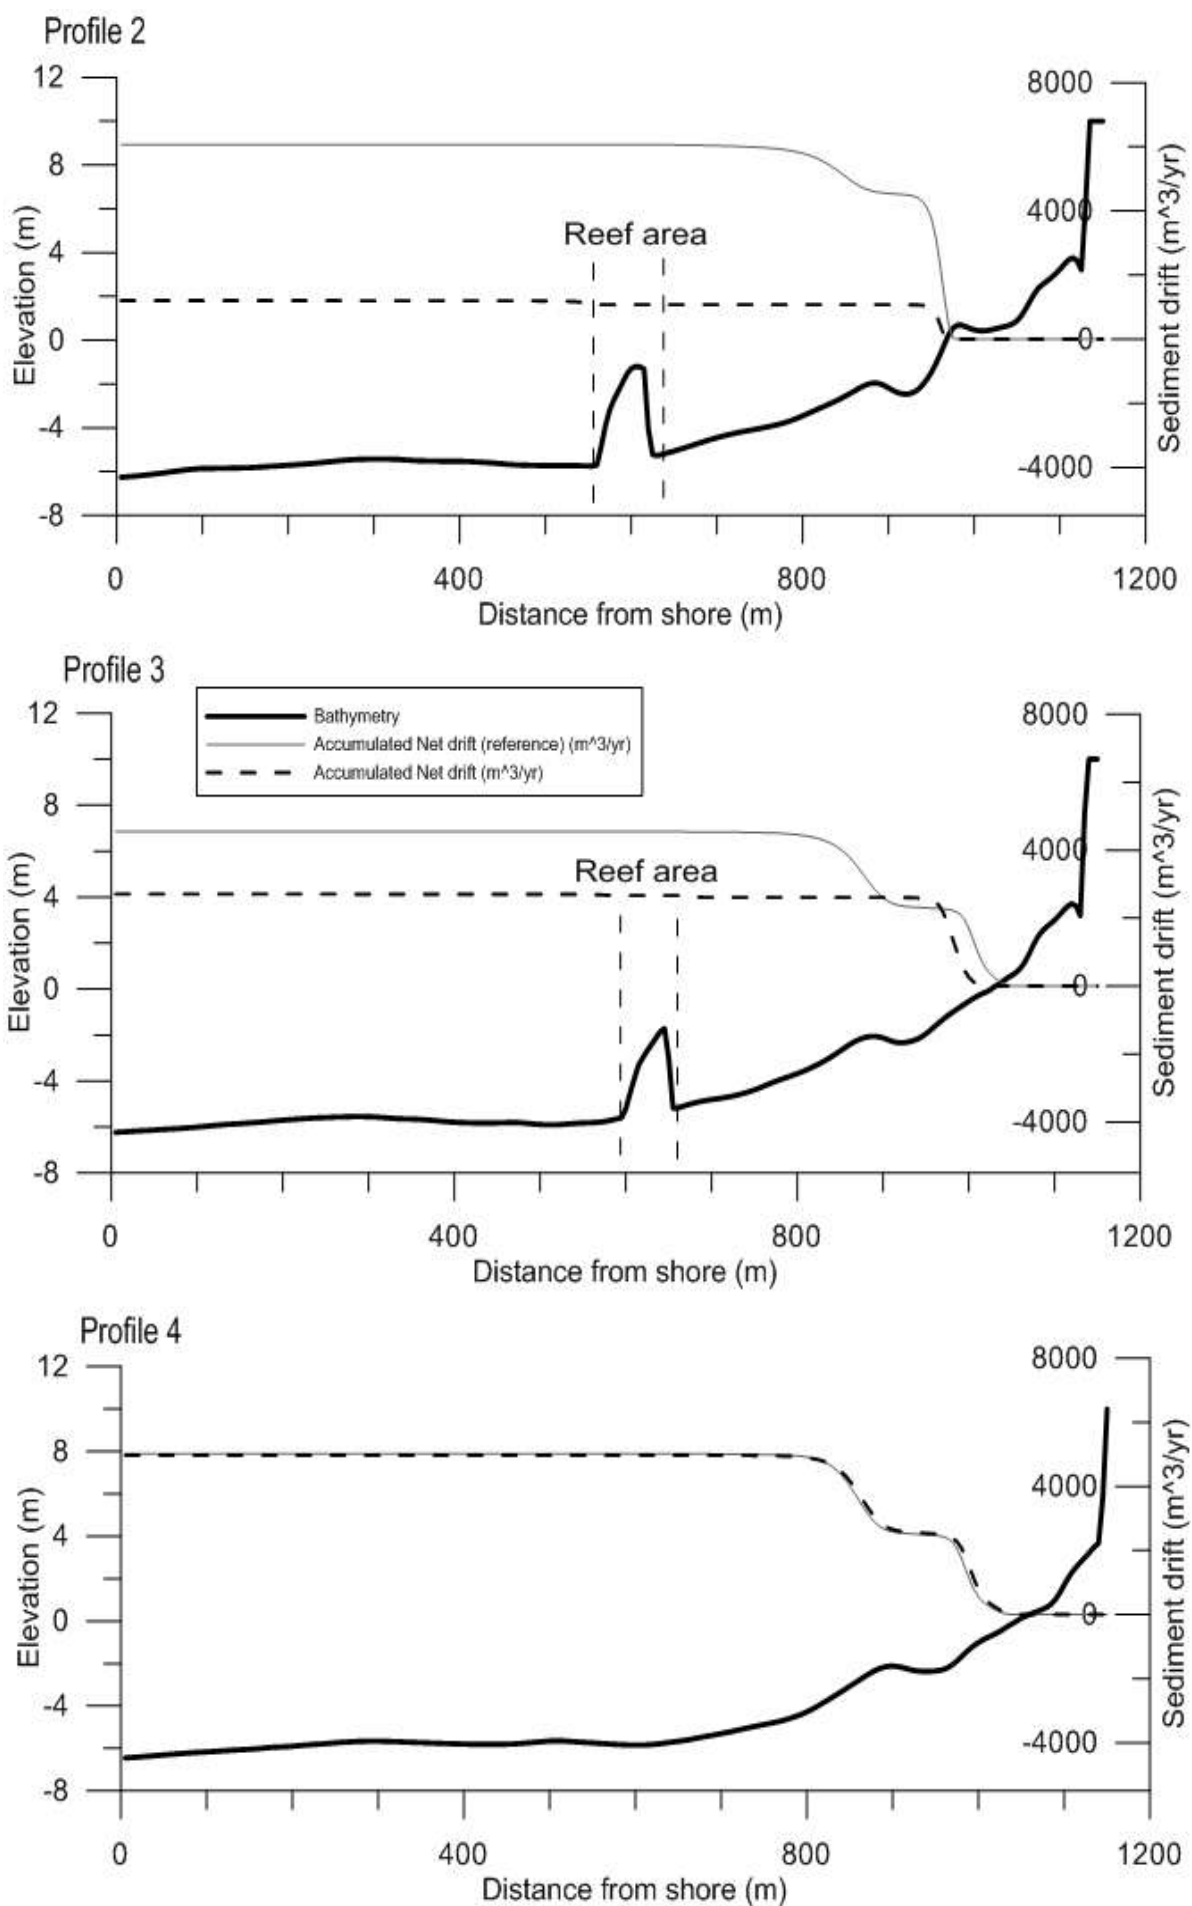 Profile 2
12
8
4
0
-4
-8
Elevation (m)
Reef area
8000
4000
0
-4000
Sediment drift (m^3/yr)
0
400
800
1200
Distance from shore (m)
Profile 3
Bathymetry
Accumulated Net drift (reference) (m^3/yr)
Accumulated Net drift (m^3/yr)
12
8
4
0
-4
-8
Elevation (m)
Reef area
8000
4000
0
-4000
Sediment drift (m^3/yr)
0
400
800
1200
Distance from shore (m)
Profile 4
12
8
4
0
-4
-8
Elevation (m)
8000
4000
0
-4000
Sediment drift (m^3/yr)
0
400
800
1200
Distance from shore (m)